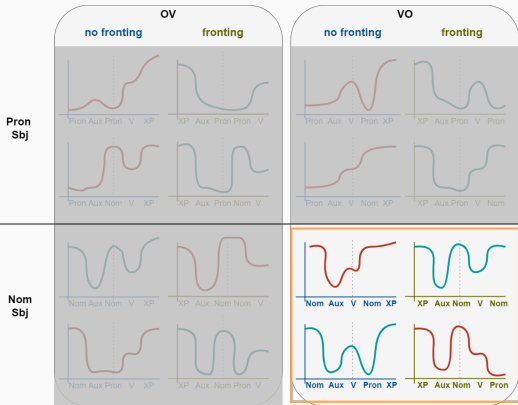 OV VO
no fronting fronting no fronting fronting
Pron Sbj
Pron Aux Pron V XP XP Aux Pron Pron V Pron Aux V Pron XP XP Aux Pron V Pron
Pron Aux Nom V XP XP Aux Pron Nom V Pron Aux V Nom XP XP Aux Pron V Nom
Nom Sbj
Nom Aux Nom V XP XP Aux Nom Nom V Nom Aux V Nom XP XP Aux Nom V Nom
Nom Aux Pron V XP XP Aux Nom Pron V Nom Aux V Pron XP XP Aux Nom V Pron